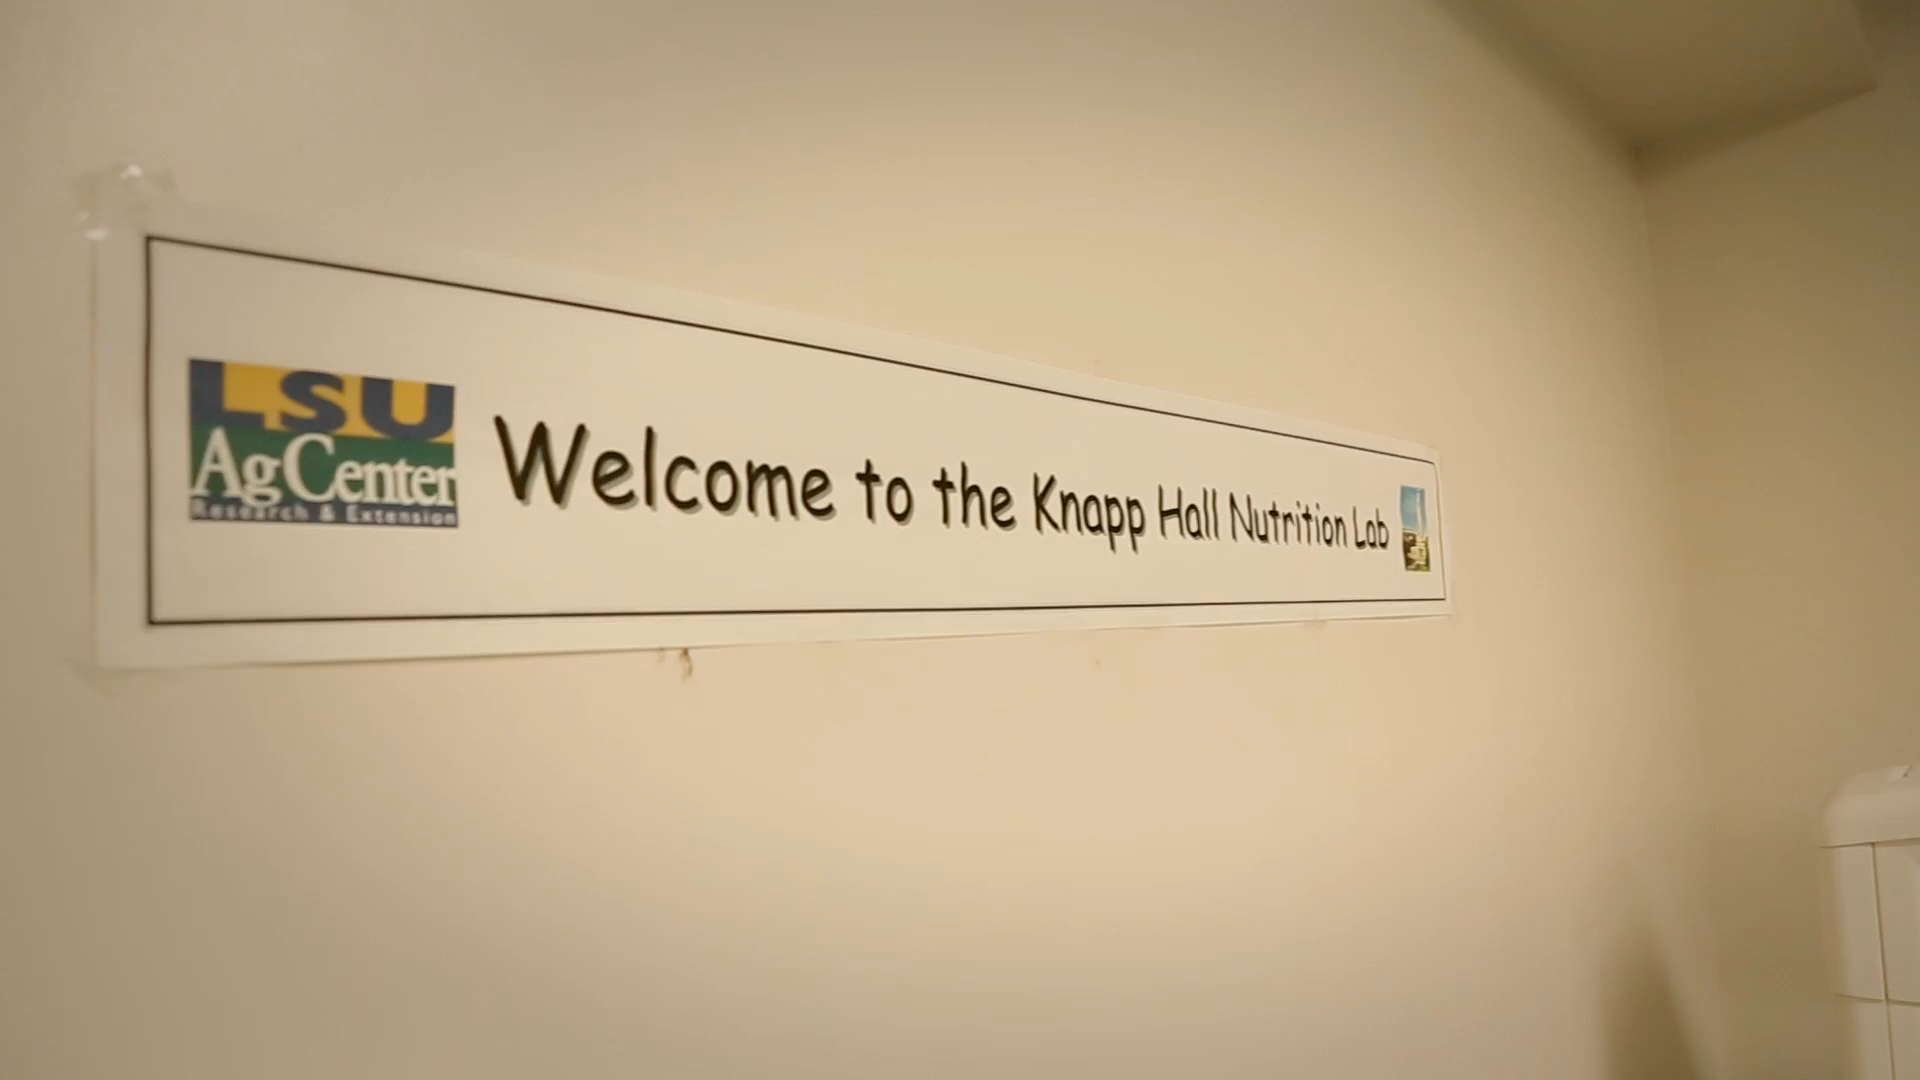 LSU
AgCenter
Research & Extension
Welcome to the Knapp Hall Nutrition Lab